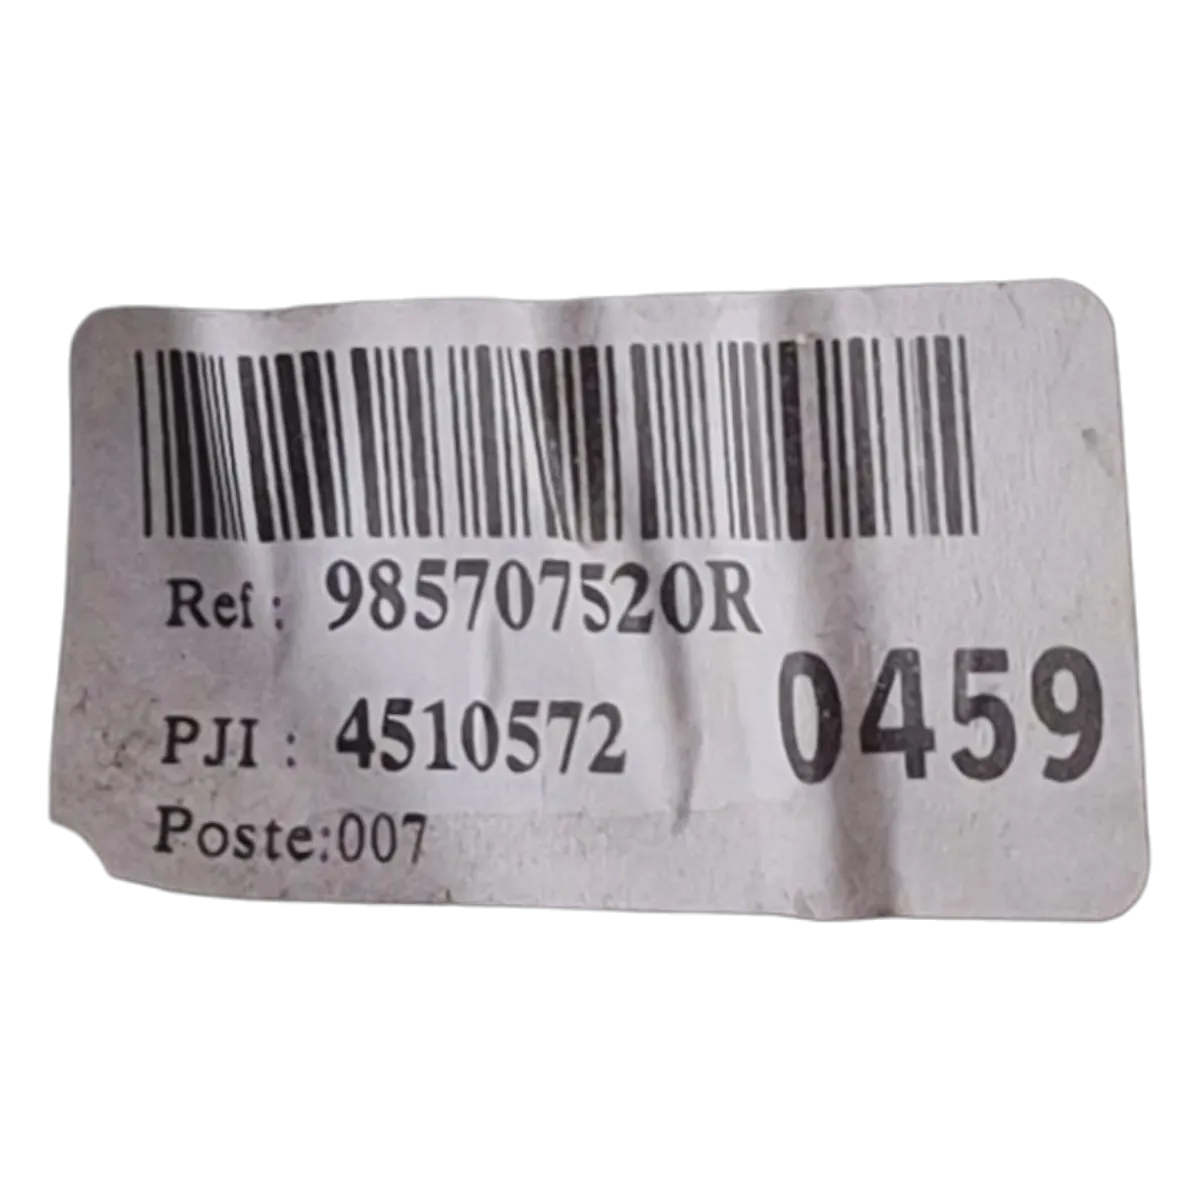 Ref : 985707520R
PJI : 4510572
0459
Poste:007